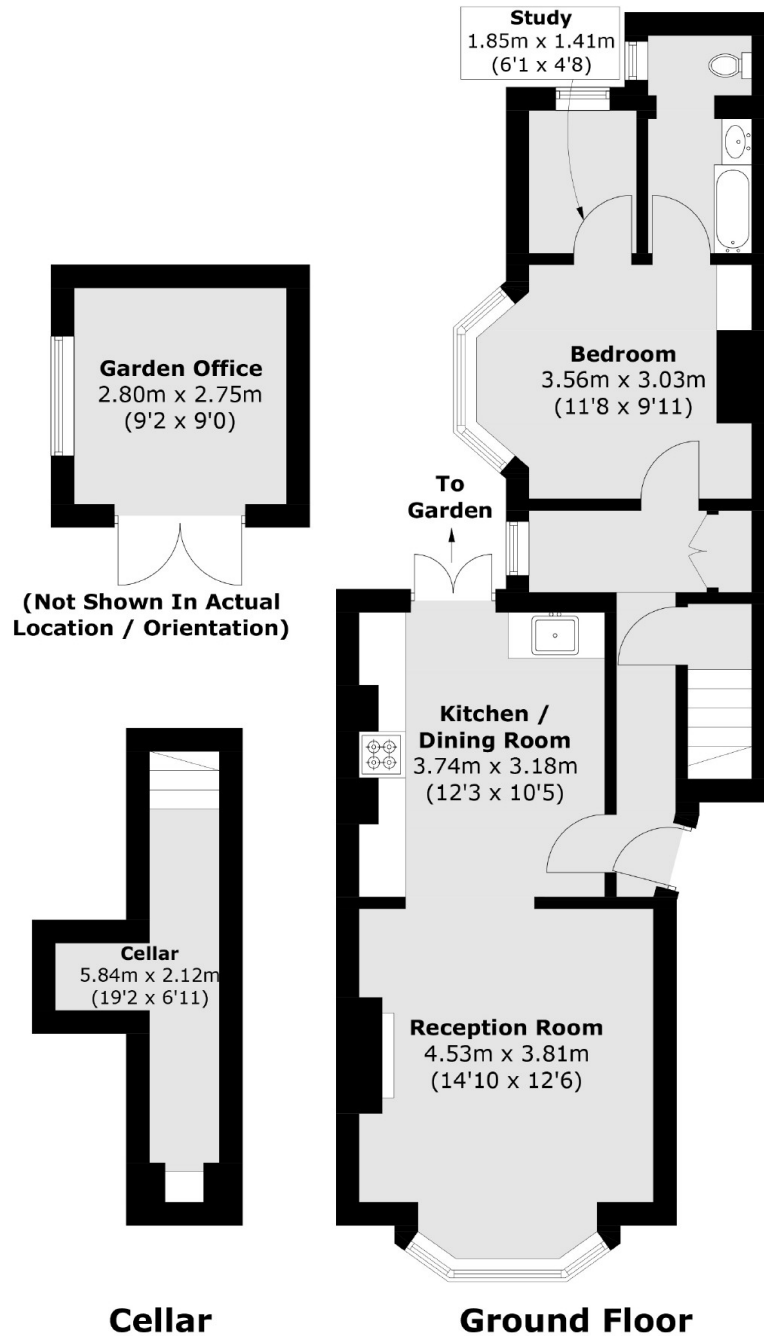 Study
1.85m x 1.41m
(6'1 x 4'8)
Garden Office
2.80m x 2.75m
(9'2 x 9'0)
(Not Shown In Actual
Location / Orientation)
Bedroom
3.56m x 3.03m
(11'8 x 9'11)
To
Garden
Kitchen /
Dining Room
3.74m x 3.18m
(12'3 x 10'5)
Cellar
5.84m x 2.12m
(19'2 x 6'11)
Reception Room
4.53m x 3.81m
(14'10 x 12'6)
Cellar
Ground Floor